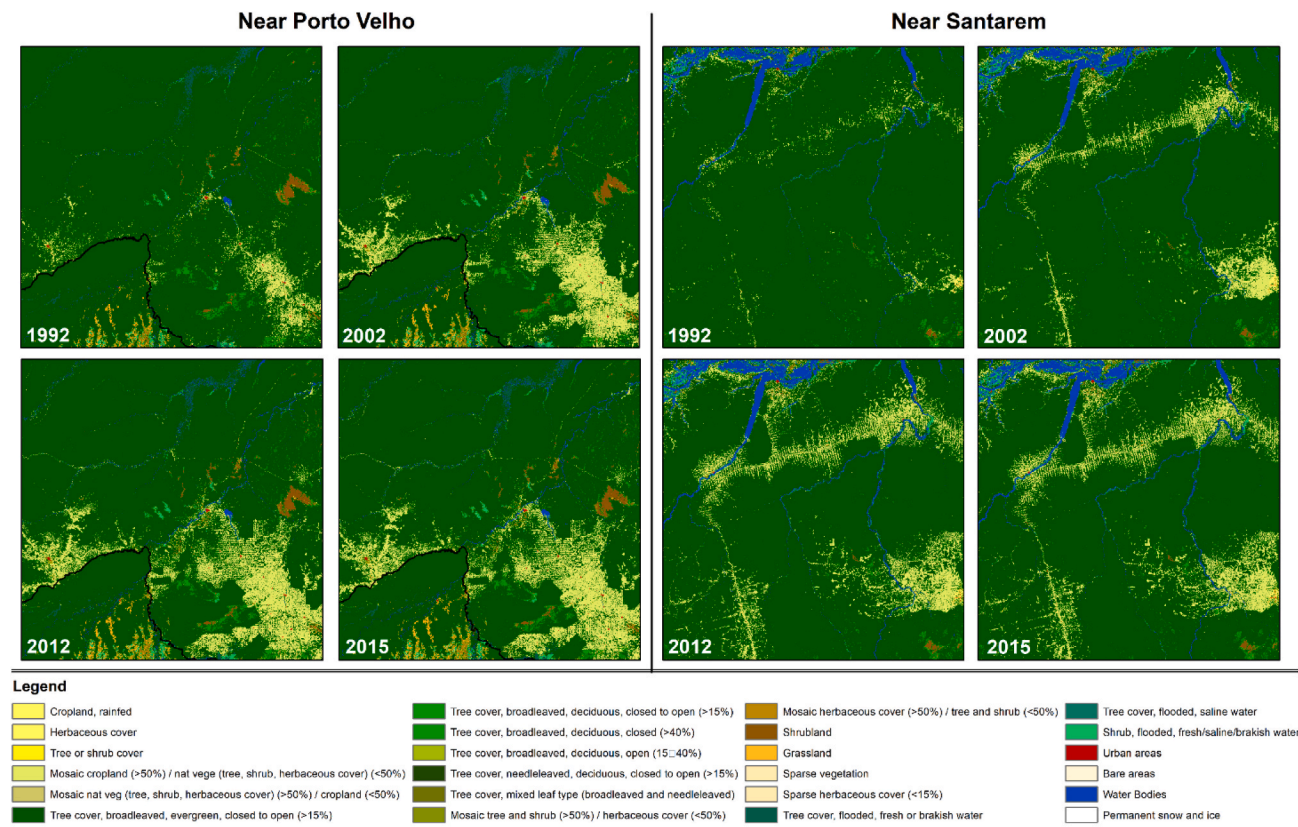 Near Porto Velho
Near Santarem
1992
2002
1992
2002
2012
2015
2012
2015
Legend
Cropland, rainfed
Herbaceous cover
Tree or shrub cover
Mosaic cropland (>50%) / nat vege (tree, shrub, herbaceous cover) (<50%)
Mosaic nat veg (tree, shrub, herbaceous cover) (>50%) / cropland (<50%)
Tree cover, broadleaved, evergreen, closed to open (>15%)
Tree cover, broadleaved, deciduous, closed to open (>15%)
Tree cover, broadleaved, deciduous, closed (>40%)
Tree cover, broadleaved, deciduous, open (15□40%)
Tree cover, needleleaved, deciduous, closed to open (>15%)
Tree cover, mixed leaf type (broadleaved and needleleaved)
Mosaic tree and shrub (>50%) / herbaceous cover (<50%)
Mosaic herbaceous cover (>50%) / tree and shrub (<50%)
Shrubland
Grassland
Sparse vegetation
Sparse herbaceous cover (<15%)
Tree cover, flooded, fresh or brakish water
Tree cover, flooded, saline water
Shrub, flooded, fresh/saline/brakish water
Urban areas
Bare areas
Water Bodies
Permanent snow and ice